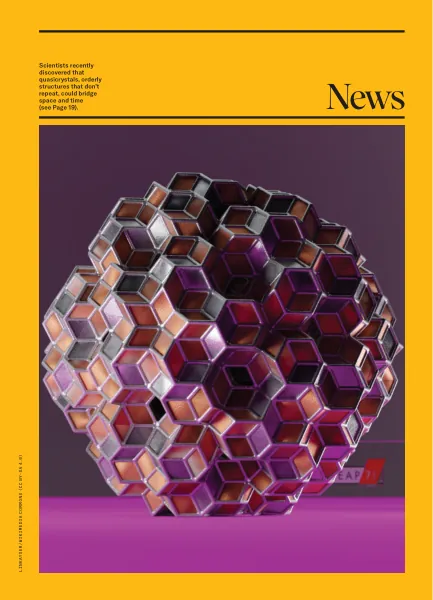 Scientists recently
discovered that
quasicrystals, orderly
structures that don't
repeat, could bridge
space and time
(see Page 19).
News